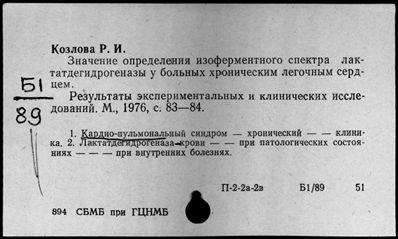 Козлова Р. И.
Значение определения изоферментного спектра лак-
татдегидрогеназы у больных хроническим легочным серд-
цем.
Б1
89
Результаты экспериментальных и клинических иссле-
дований. М., 1976, с. 83—84.
1. Кардио-пульмональный синдром — хронический — — клини-
ка. 2. Лактатдегидрогеназа крови — — при патологических состоя-
ниях — — — при внутренних болезнях.
П-2-2а-2в Б1/89 51
894 СБМБ при ГЦНМБ